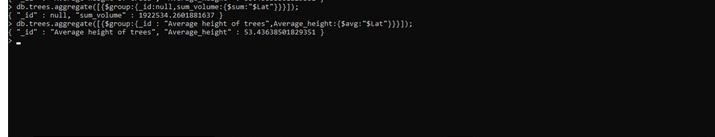 > db.trees.aggregate([{$group:{_id:null,sum_volume:{$sum:"$Lat"}}}]);
{ "_id" : null, "sum_volume" : 1922534.2601881637 }
> db.trees.aggregate([{$group:{_id : "Average height of trees",Average_height:{$avg:"$Lat"}}}]);
{ "_id" : "Average height of trees", "Average_height" : 53.43638501829351 }
>